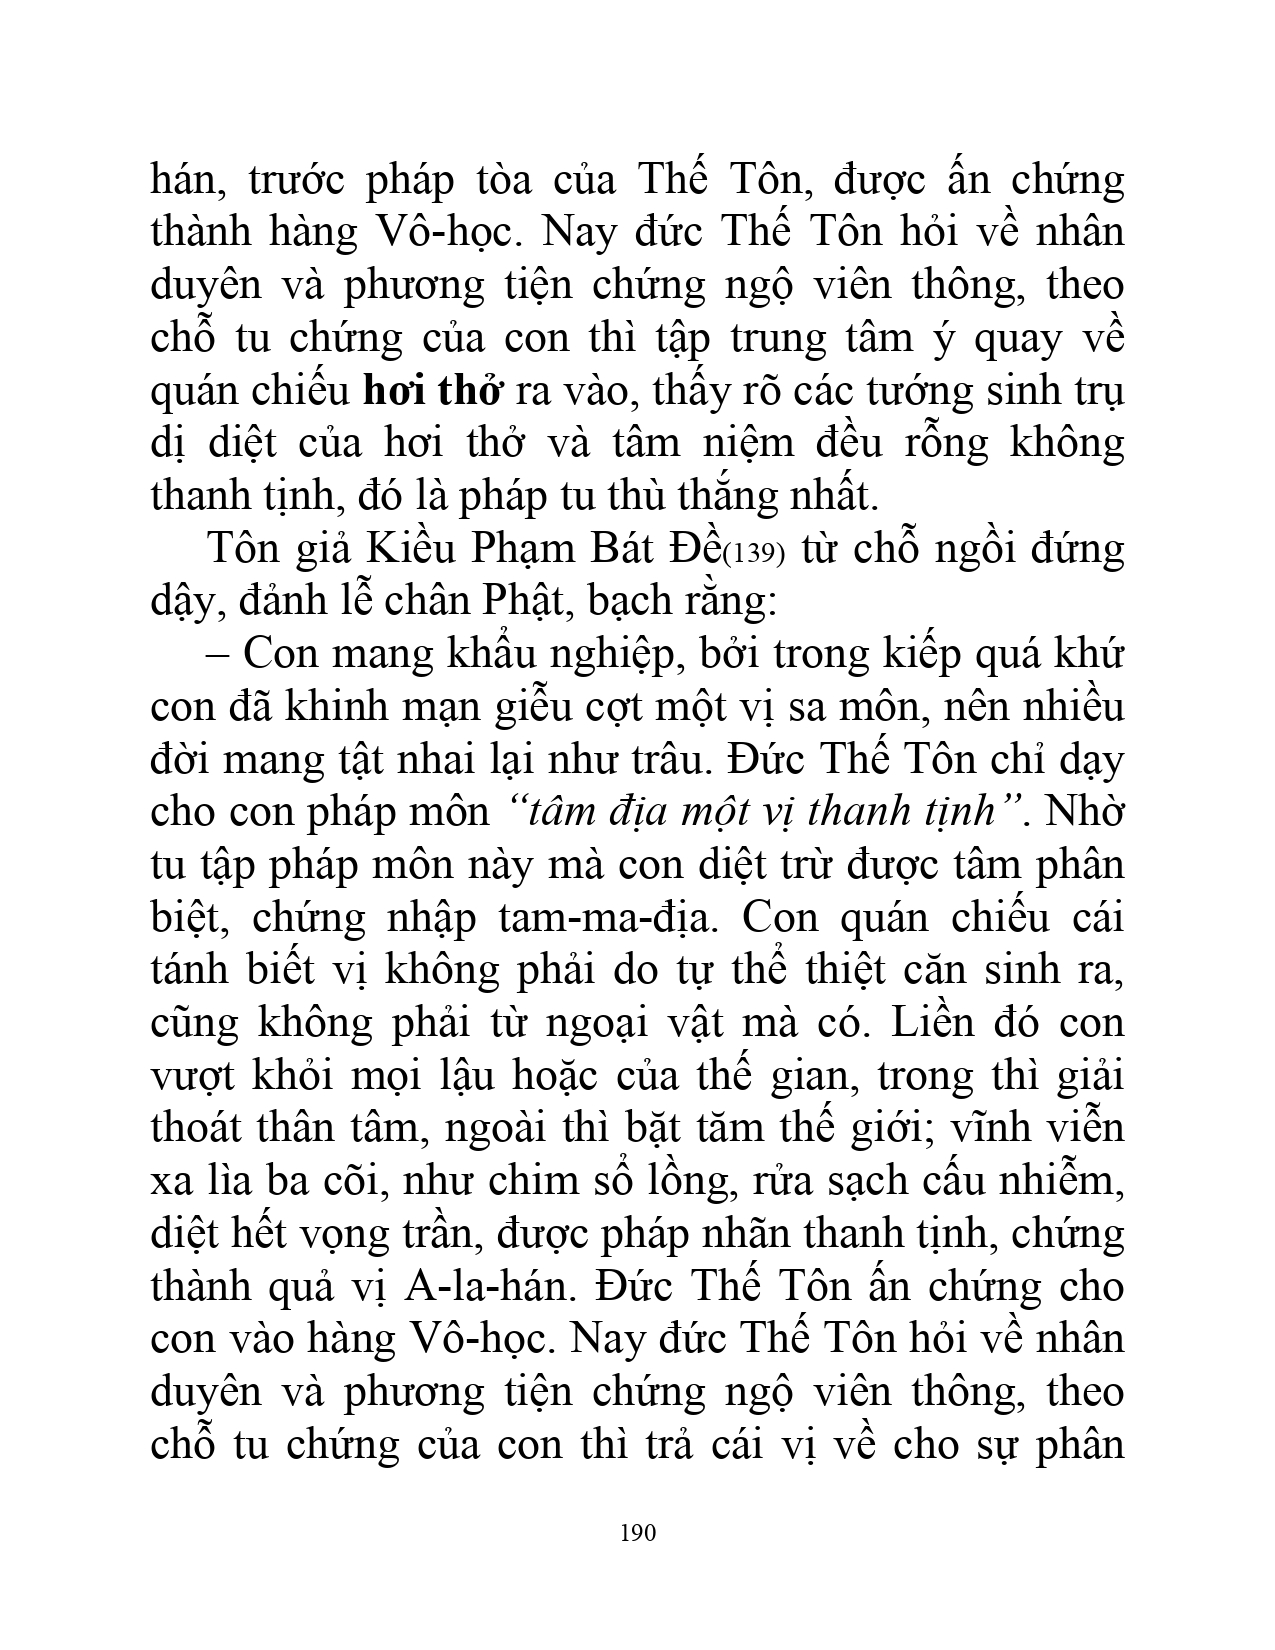 hán, trước pháp tòa của Thế Tôn, được ấn chứng
thành hàng Vô-học. Nay đức Thế Tôn hỏi về nhân
duyên và phương tiện chứng ngộ viên thông, theo
chỗ tu chứng của con thì tập trung tâm ý quay về
quán chiếu hơi thở ra vào, thấy rõ các tướng sinh trụ
dị diệt của hơi thở và tâm niệm đều rỗng không
thanh tịnh, đó là pháp tu thù thắng nhất.
Tôn giả Kiều Phạm Bát Đề(139) từ chỗ ngồi đứng
dậy, đảnh lễ chân Phật, bạch rằng:
– Con mang khẩu nghiệp, bởi trong kiếp quá khứ
con đã khinh mạn giễu cợt một vị sa môn, nên nhiều
đời mang tật nhai lại như trâu. Đức Thế Tôn chỉ dạy
cho con pháp môn “tâm địa một vị thanh tịnh”. Nhờ
tu tập pháp môn này mà con diệt trừ được tâm phân
biệt, chứng nhập tam-ma-địa. Con quán chiếu cái
tánh biết vị không phải do tự thể thiệt căn sinh ra,
cũng không phải từ ngoại vật mà có. Liền đó con
vượt khỏi mọi lậu hoặc của thế gian, trong thì giải
thoát thân tâm, ngoài thì bặt tăm thế giới; vĩnh viễn
xa lìa ba cõi, như chim sổ lồng, rửa sạch cấu nhiễm,
diệt hết vọng trần, được pháp nhãn thanh tịnh, chứng
thành quả vị A-la-hán. Đức Thế Tôn ấn chứng cho
con vào hàng Vô-học. Nay đức Thế Tôn hỏi về nhân
duyên và phương tiện chứng ngộ viên thông, theo
chỗ tu chứng của con thì trả cái vị về cho sự phân
190